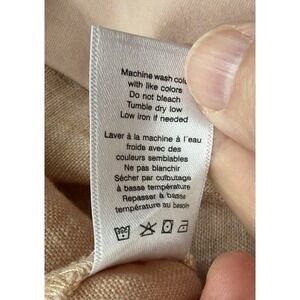 Machine wash cold
with like colors
Do not bleach
Tumble dry low
Low iron if needed
Laver à la machine à l'eau
froide avec des
couleurs semblables
Ne pas blanchir
Sécher par culbutage
à basse température
Repasser à basse
température au besoin